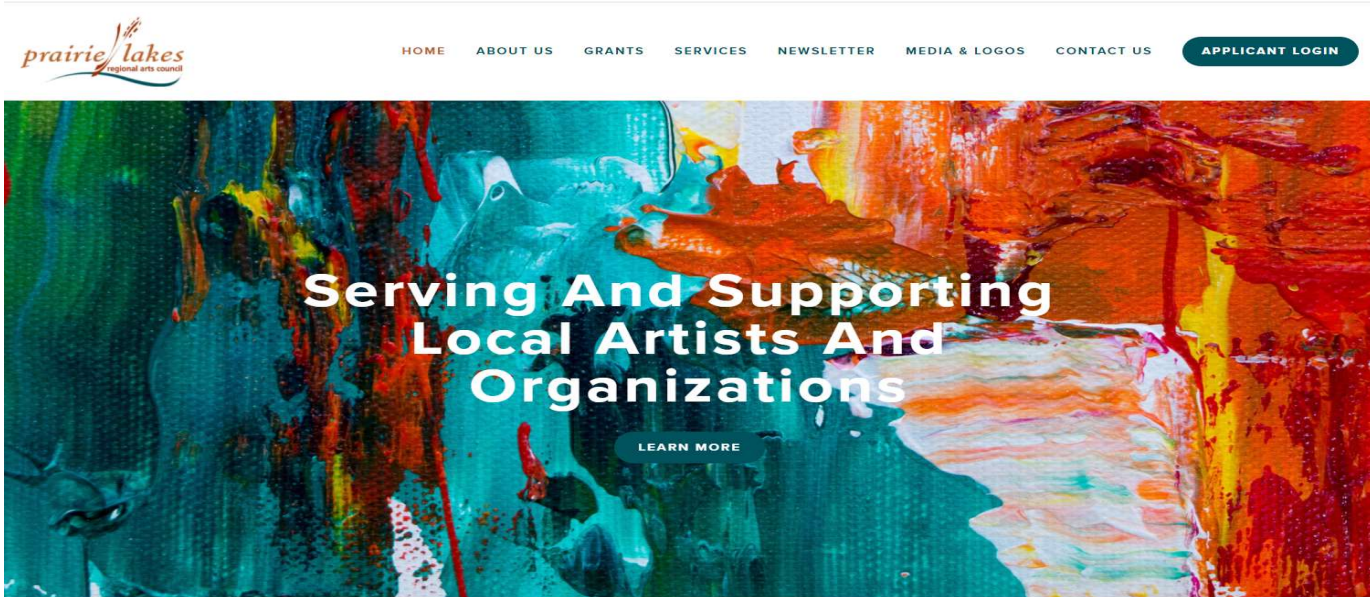 prairie lakes
regional arts council
HOME ABOUT US GRANTS SERVICES NEWSLETTER MEDIA & LOGOS CONTACT US APPLICANT LOGIN
Serving And Supporting
Local Artists And
Organizations
LEARN MORE